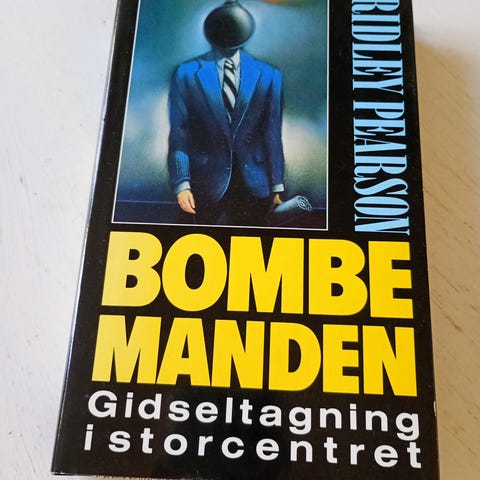 RIDLEY PEARSON
BOMBE
MANDEN
Gidseltagning
i storcentret